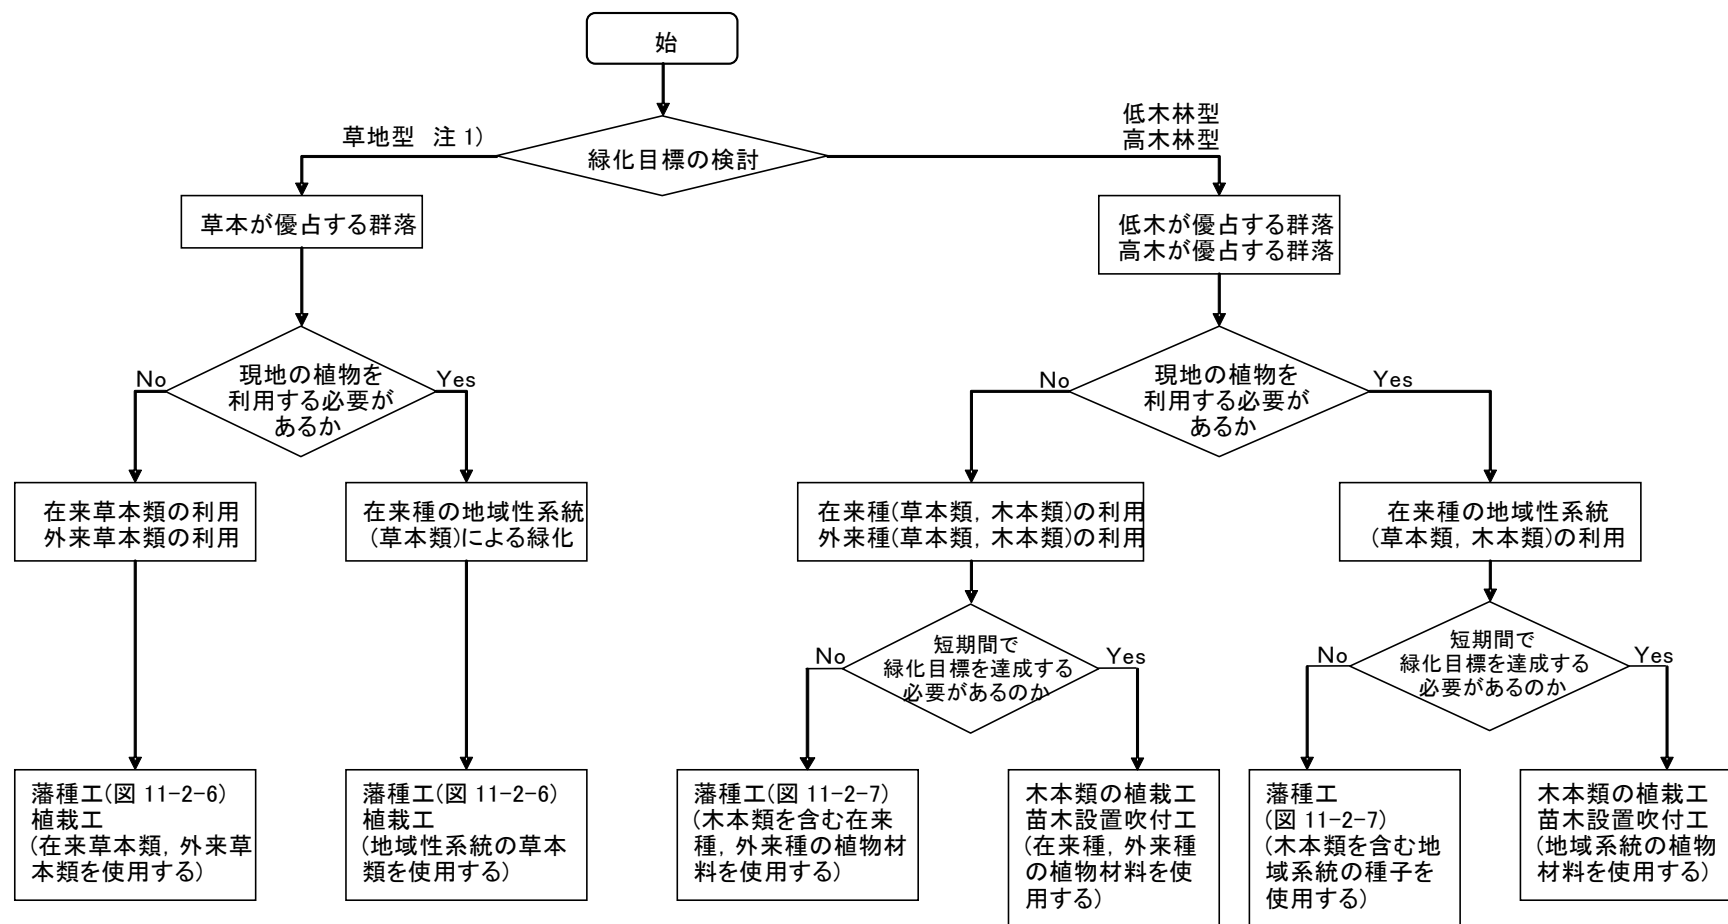 始
草地型　注 1)
低木林型
高木林型
緑化目標の検討
草本が優占する群落
低木が優占する群落
高木が優占する群落
No
現地の植物を
利用する必要が
あるか
Yes
No
現地の植物を
利用する必要が
あるか
Yes
在来草本類の利用
外来草本類の利用
在来種の地域性系統
(草本類)による緑化
在来種(草本類, 木本類)の利用
外来種(草本類, 木本類)の利用
在来種の地域性系統
(草本類, 木本類)の利用
No
短期間で
緑化目標を達成する
必要があるのか
Yes
No
短期間で
緑化目標を達成する
必要があるのか
Yes
藩種工(図 11-2-6)
植栽工
(在来草本類, 外来草
本類を使用する)
藩種工(図 11-2-6)
植栽工
(地域性系統の草本
類を使用する)
藩種工(図 11-2-7)
(木本類を含む在来
種, 外来種の植物材
料を使用する)
木本類の植栽工
苗木設置吹付工
(在来種, 外来種
の植物材料を使
用する)
藩種工
(図 11-2-7)
(木本類を含む地
域系統の種子を
使用する)
木本類の植栽工
苗木設置吹付工
(地域系統の植物
材料を使用する)